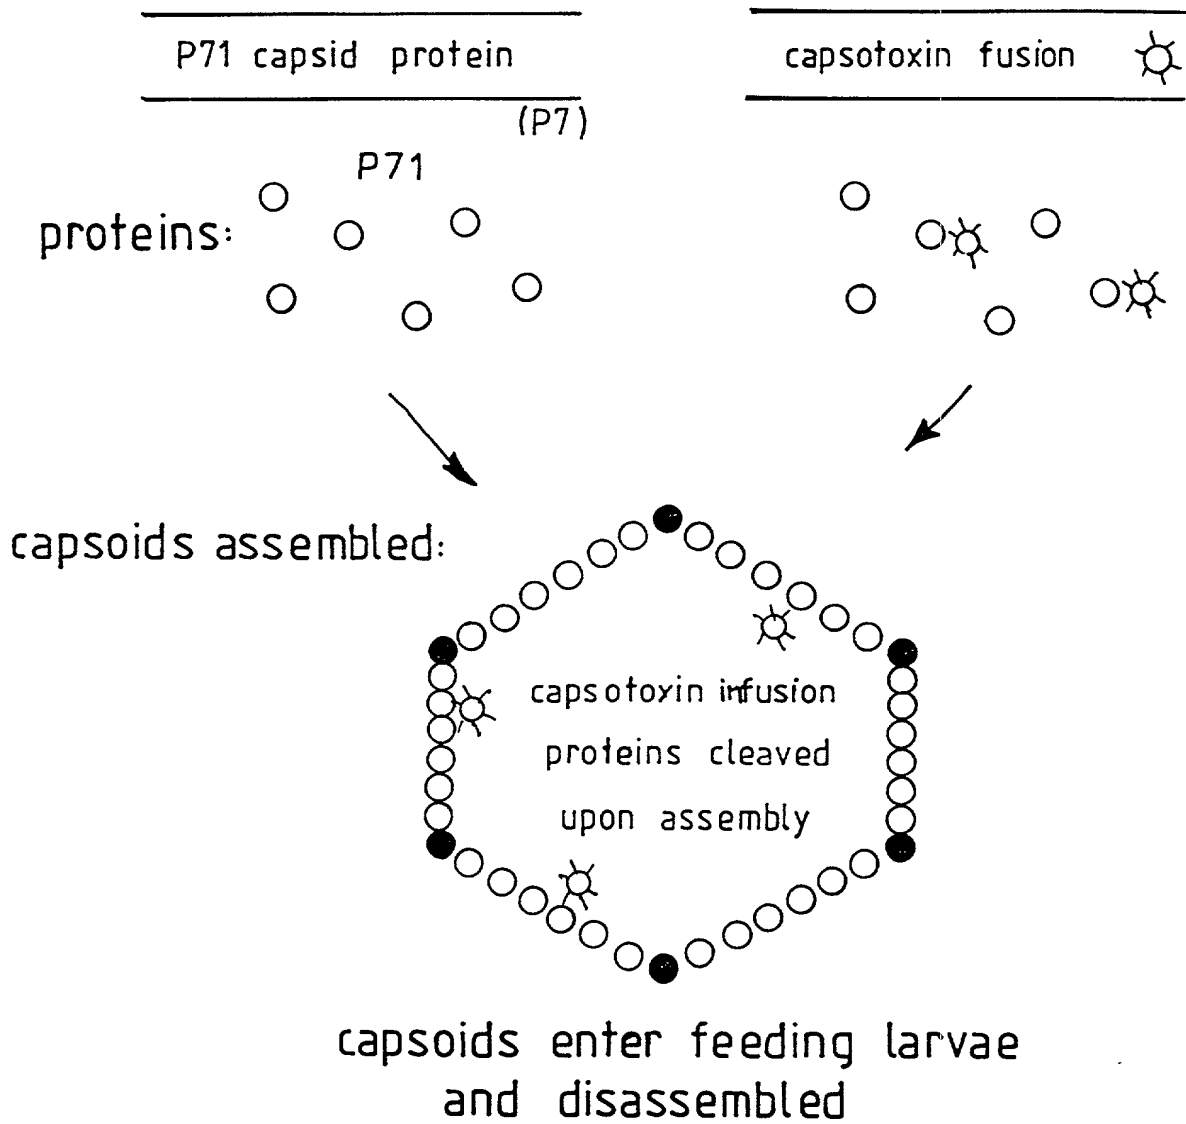 P71 capsid protein
capsotoxin fusion
(P7)
P71
proteins:
capsoids assembled:
capsotoxin infusion
proteins cleaved
upon assembly
capsoids enter feeding larvae
and disassembled